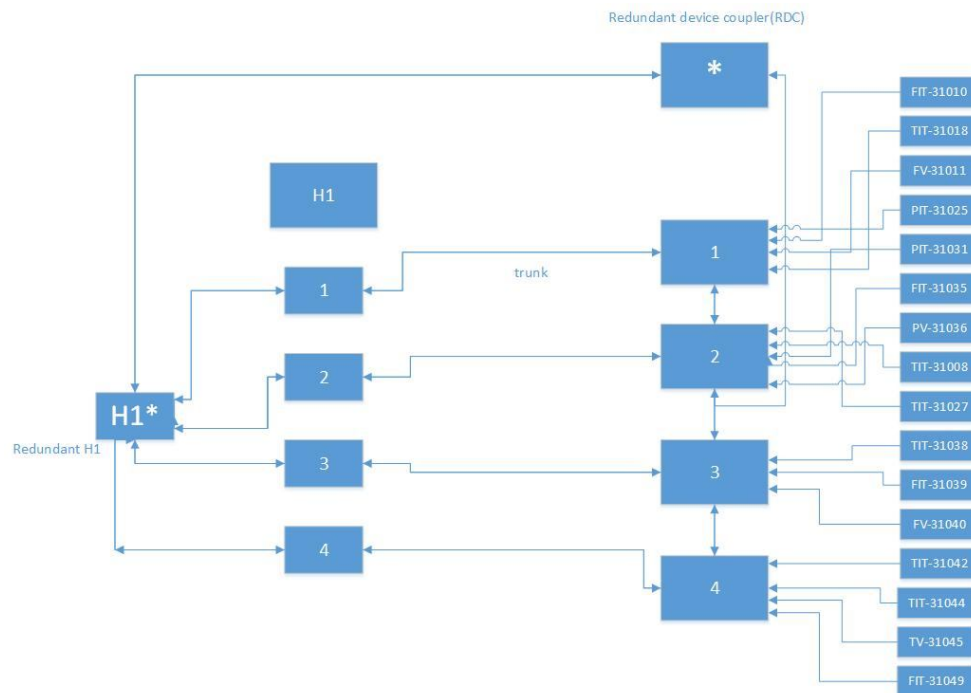 Redundant device coupler(RDC)
*
FIT-31010
TIT-31018
FV-31011
PIT-31025
PIT-31031
FIT-31035
PV-31036
TIT-31008
TIT-31027
TIT-31038
FIT-31039
FV-31040
TIT-31042
TIT-31044
TV-31045
FIT-31049
H1
1
trunk
1
2
2
H1*
Redundant H1
3
3
4
4